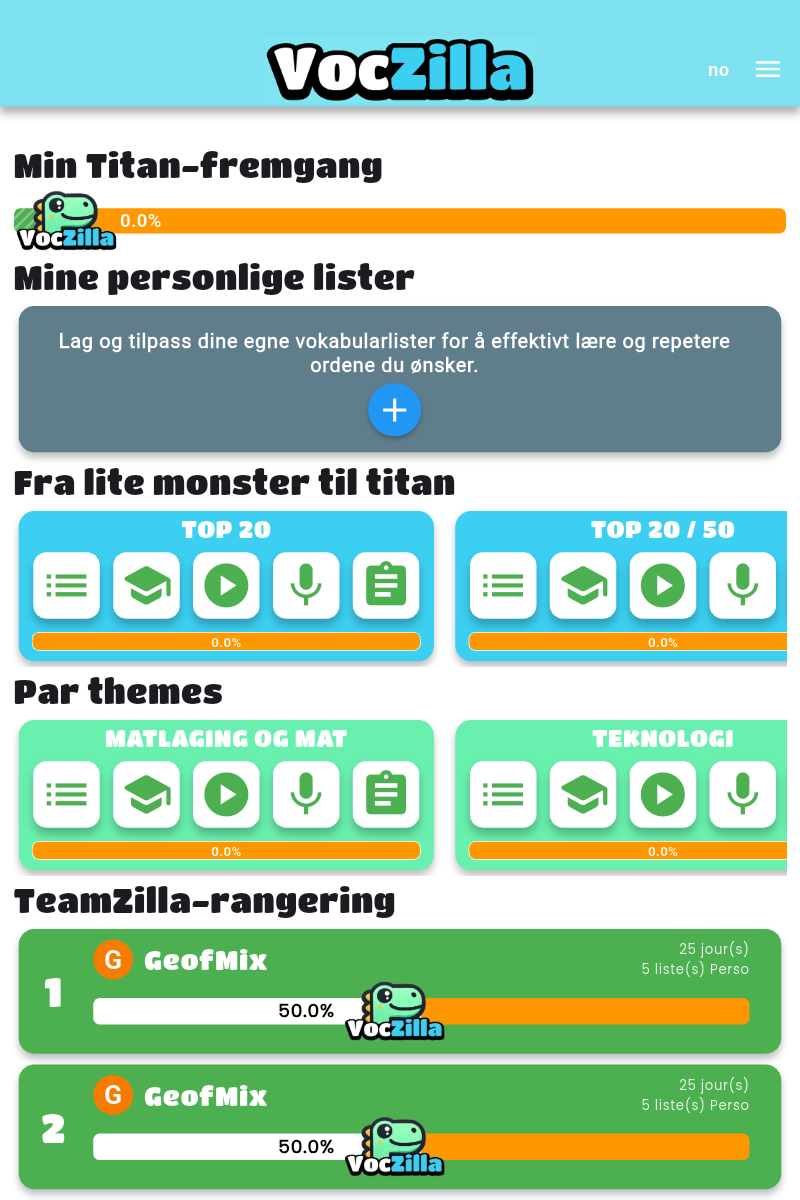 VocZilla
no
Min Titan-fremgang
0.0%
VocZilla
Mine personlige lister
Lag og tilpass dine egne vokabularlister for å effektivt lære og repetere
ordene du ønsker.
Fra lite monster til titan
TOP 20
TOP 20 / 50
0.0%
0.0%
Par themes
MATLAGING OG MAT
TEKNOLOGI
0.0%
0.0%
TeamZilla-rangering
1
G
GeofMix
25 jour(s)
5 liste(s) Perso
50.0%
VocZilla
2
G
GeofMix
25 jour(s)
5 liste(s) Perso
50.0%
VocZilla